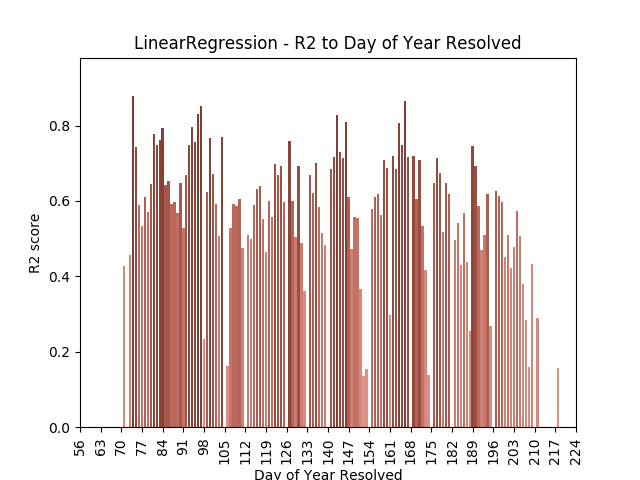 LinearRegression - R2 to Day of Year Resolved
R2 score
0.8
0.6
0.4
0.2
0.0
56 63 70 77 84 91 98 105 112 119 126 133 140 147 154 161 168 175 182 189 196 203 210 217 224
Day of Year Resolved